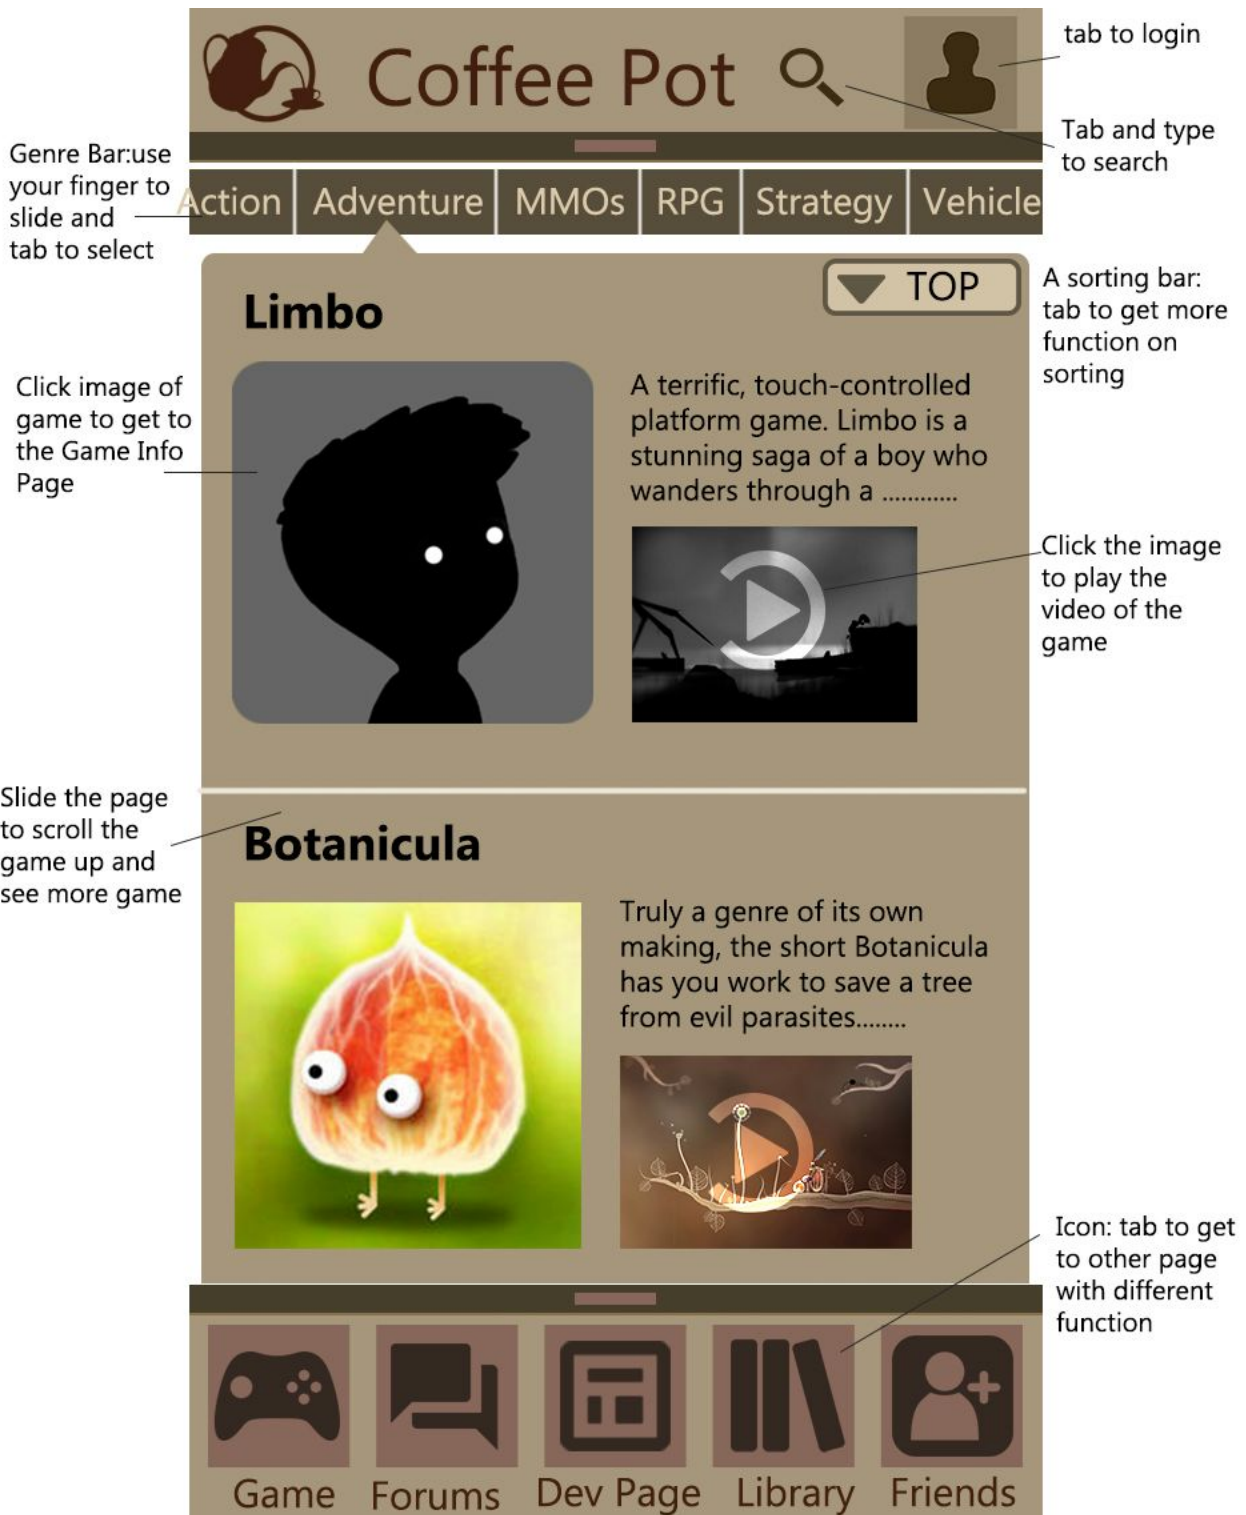 Coffee Pot
tab to login
Tab and type
to search
Genre Bar:use
your finger to
slide and
tab to select
Action
Adventure
MMOs
RPG
Strategy
Vehicle
TOP
A sorting bar:
tab to get more
function on
sorting
Limbo
Click image of
game to get to
the Game Info
Page
A terrific, touch-controlled
platform game. Limbo is a
stunning saga of a boy who
wanders through a ............
Click the image
to play the
video of the
game
Slide the page
to scroll the
game up and
see more game
Botanicula
Truly a genre of its own
making, the short Botanicula
has you work to save a tree
from evil parasites........
Icon: tab to get
to other page
with different
function
Game
Forums
Dev Page
Library
Friends